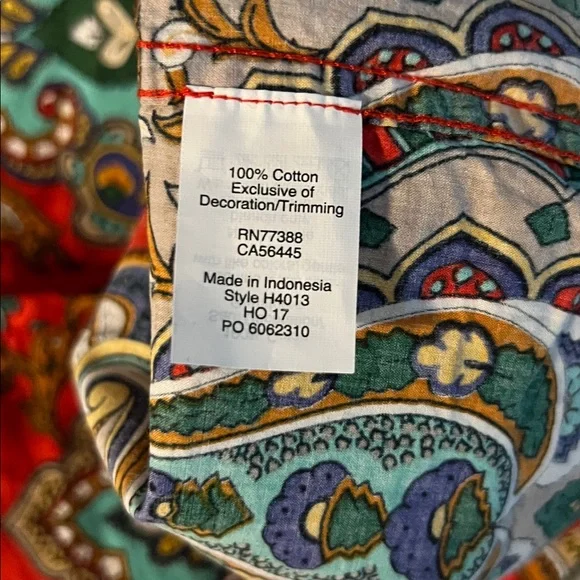 100% Cotton
Exclusive of
Decoration/Trimming
RN77388
CA56445
Made in Indonesia
Style H4013
HO 17
PO 6062310